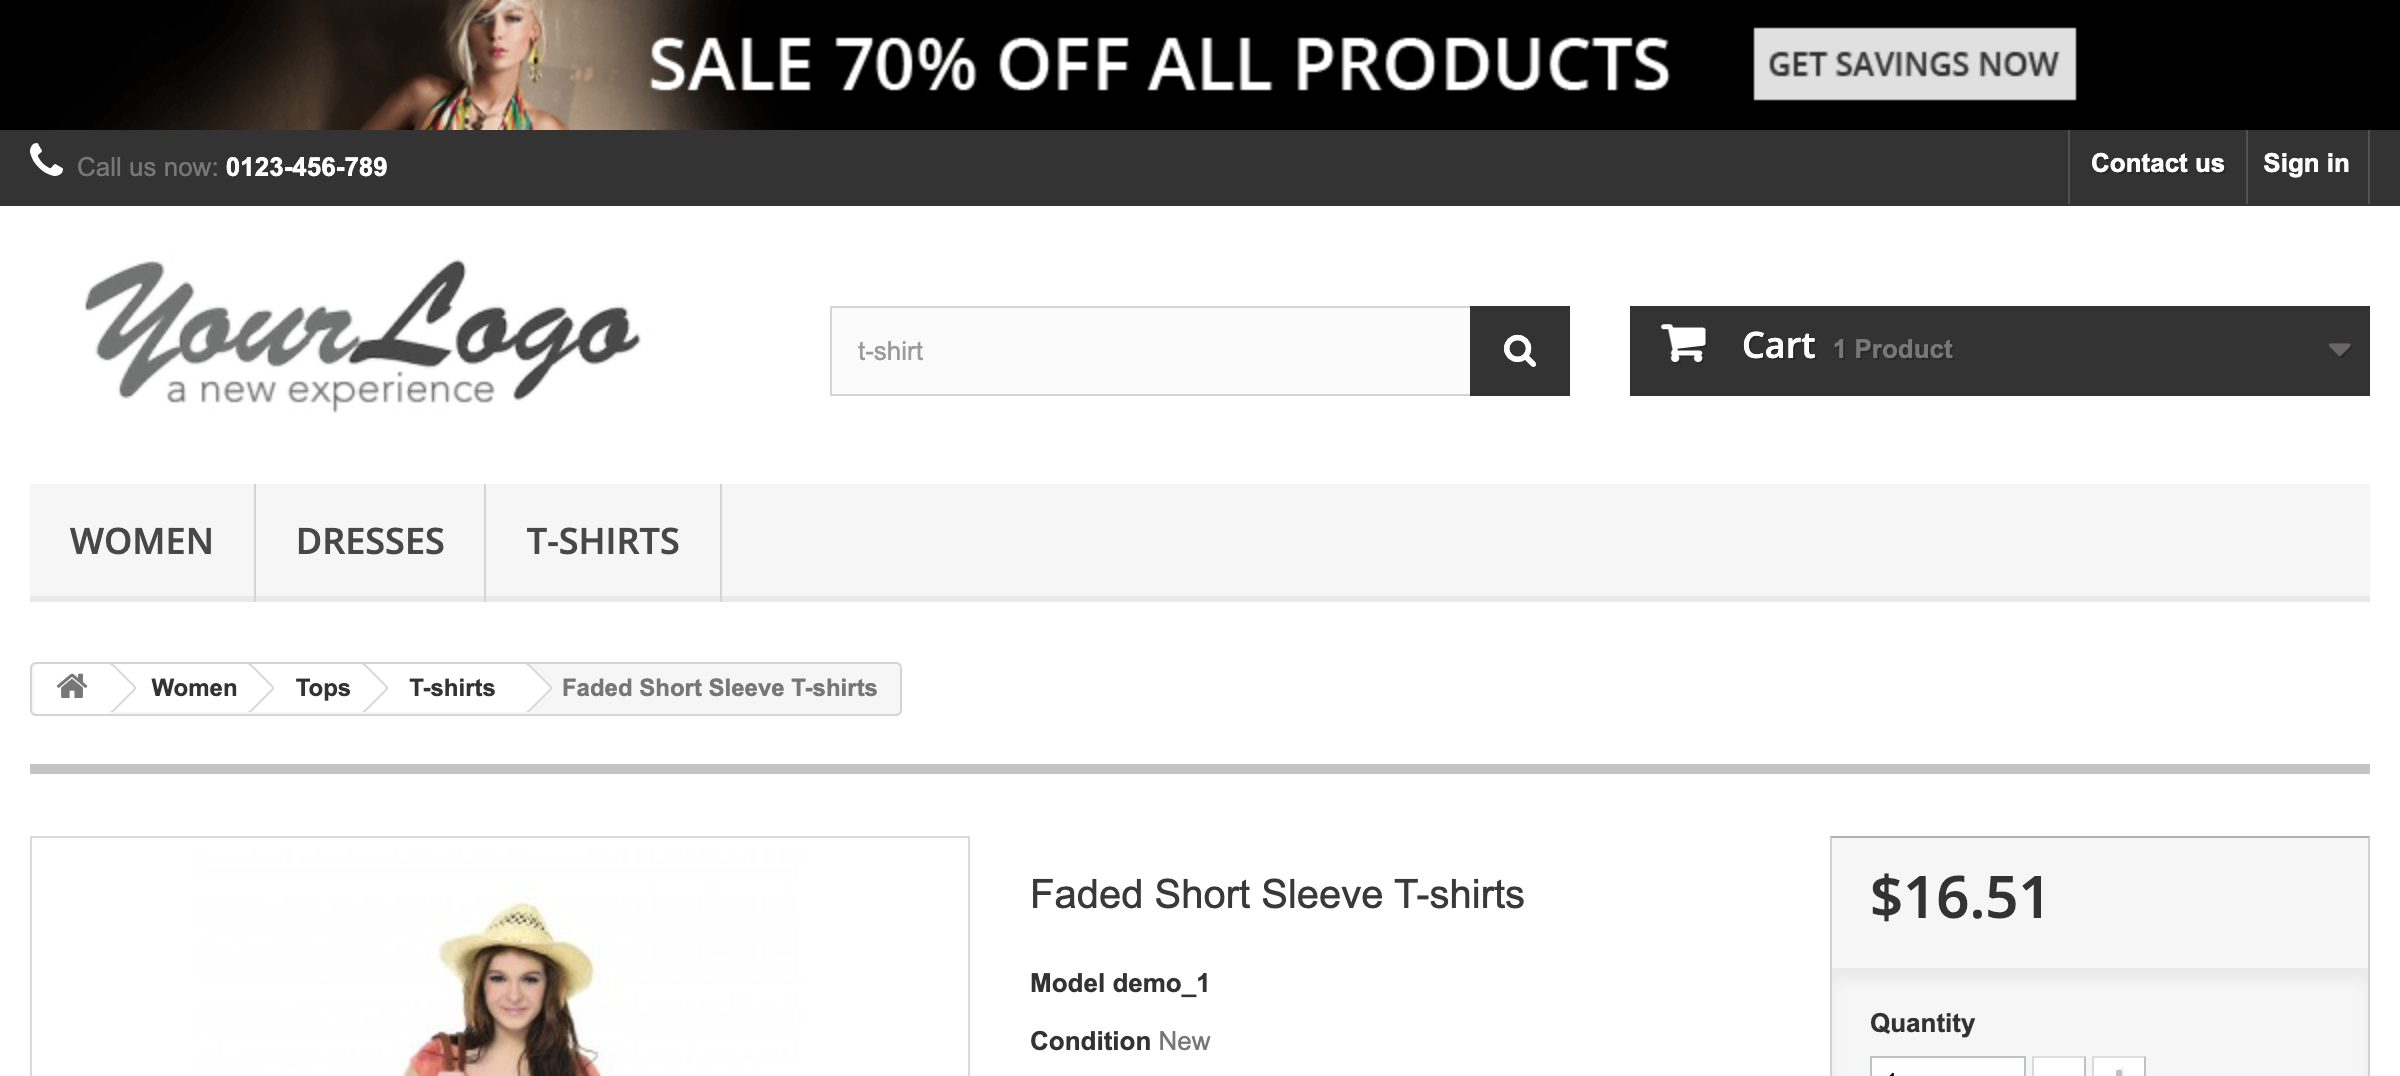 SALE 70% OFF ALL PRODUCTS GET SAVINGS NOW
Call us now: 0123-456-789 Contact us Sign in
YourLogo
a new experience
t-shirt
Cart 1 Product
WOMEN DRESSES T-SHIRTS
Women Tops T-shirts Faded Short Sleeve T-shirts
Faded Short Sleeve T-shirts
$16.51
Model demo_1
Condition New
Quantity